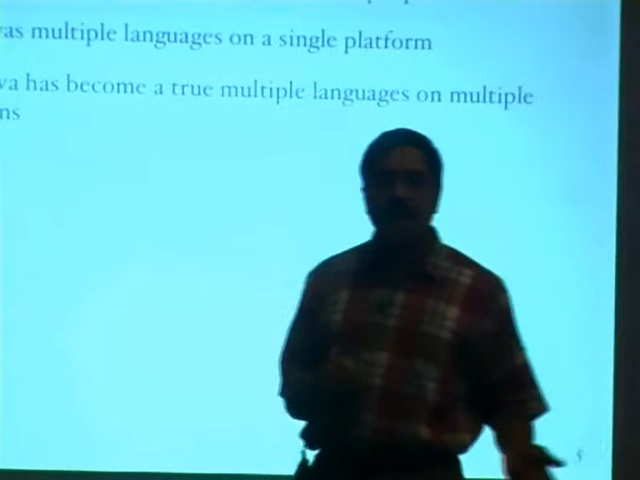 as multiple languages on a single platform
va has become a true multiple languages on multiple
ns